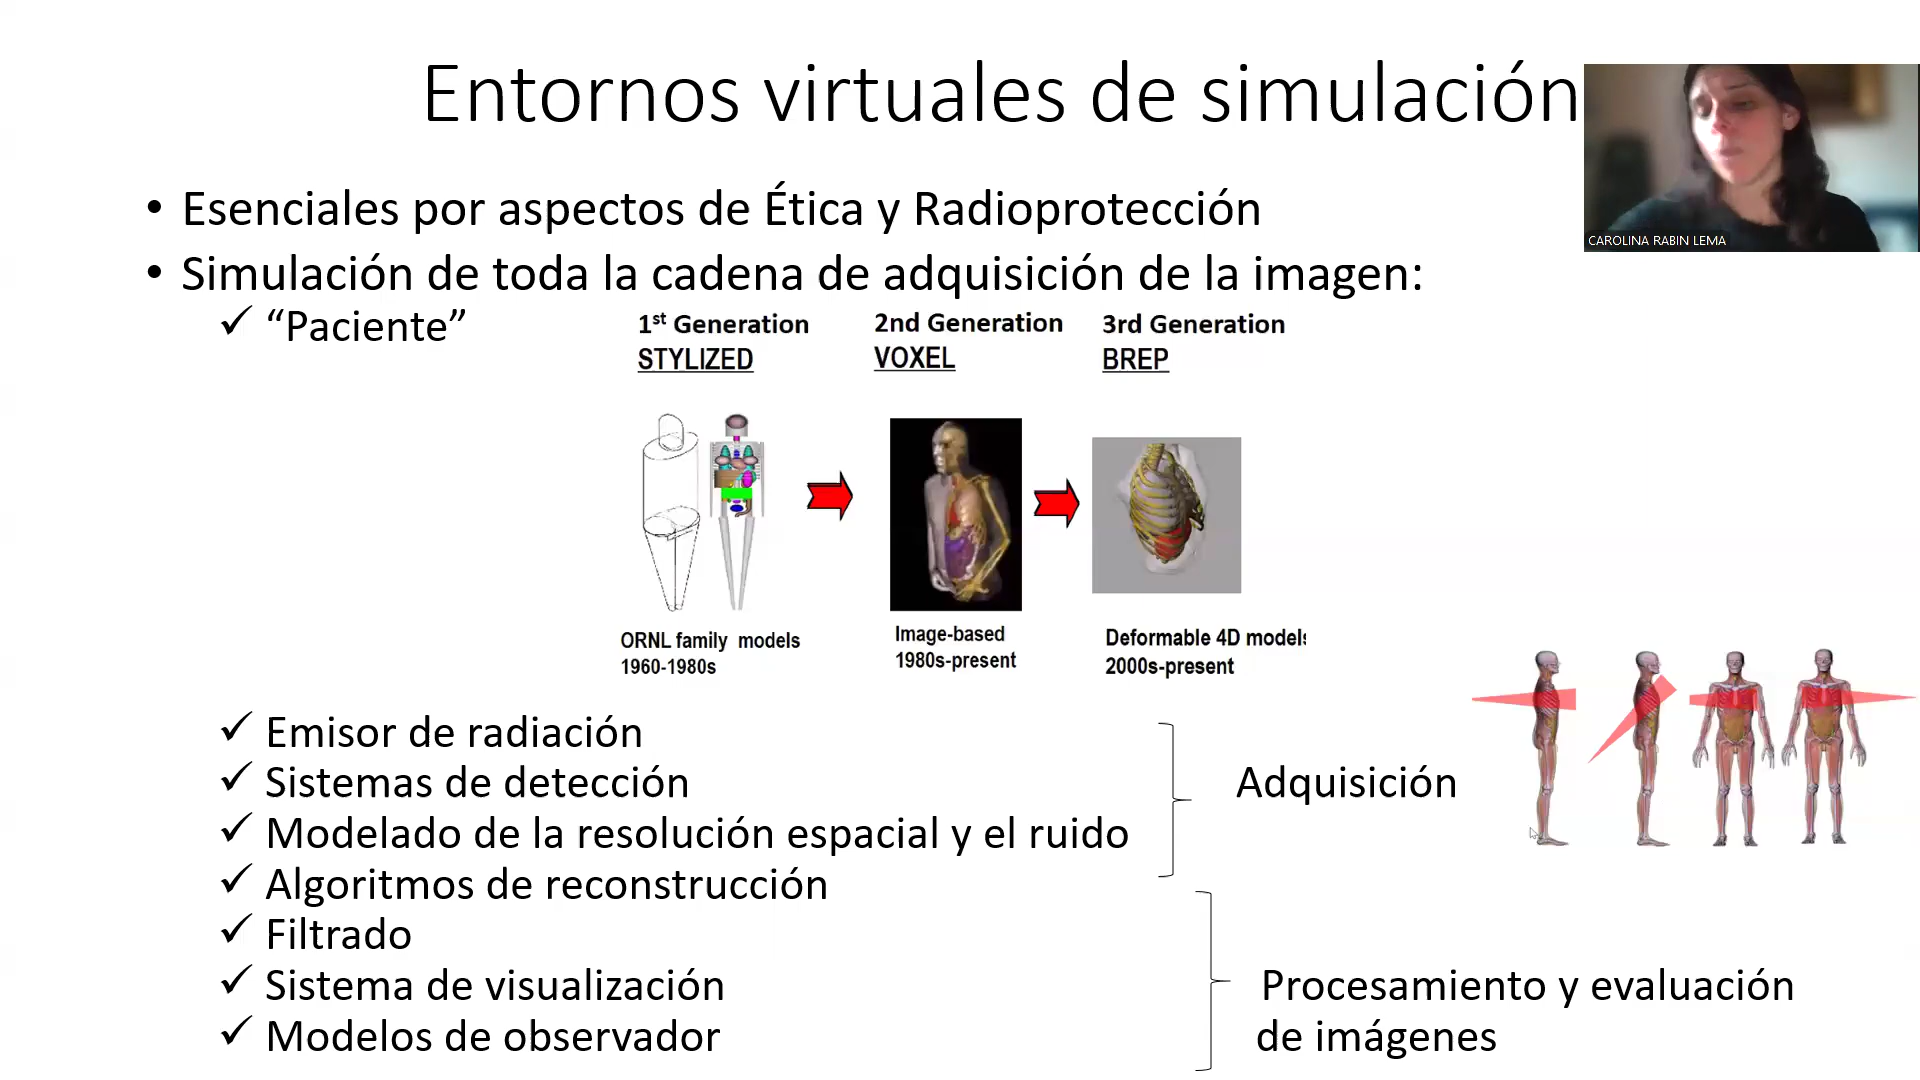 Entornos virtuales de simulación
CAROLINA RABIN LEMA
• Esenciales por aspectos de Ética y Radioprotección
• Simulación de toda la cadena de adquisición de la imagen:
✓ “Paciente”
1st Generation
STYLIZED
2nd Generation
VOXEL
3rd Generation
BREP
ORNL family models
1960-1980s
Image-based
1980s-present
Deformable 4D models
2000s-present
✓ Emisor de radiación
✓ Sistemas de detección
✓ Modelado de la resolución espacial y el ruido
Adquisición
✓ Algoritmos de reconstrucción
✓ Filtrado
✓ Sistema de visualización
✓ Modelos de observador
Procesamiento y evaluación
de imágenes